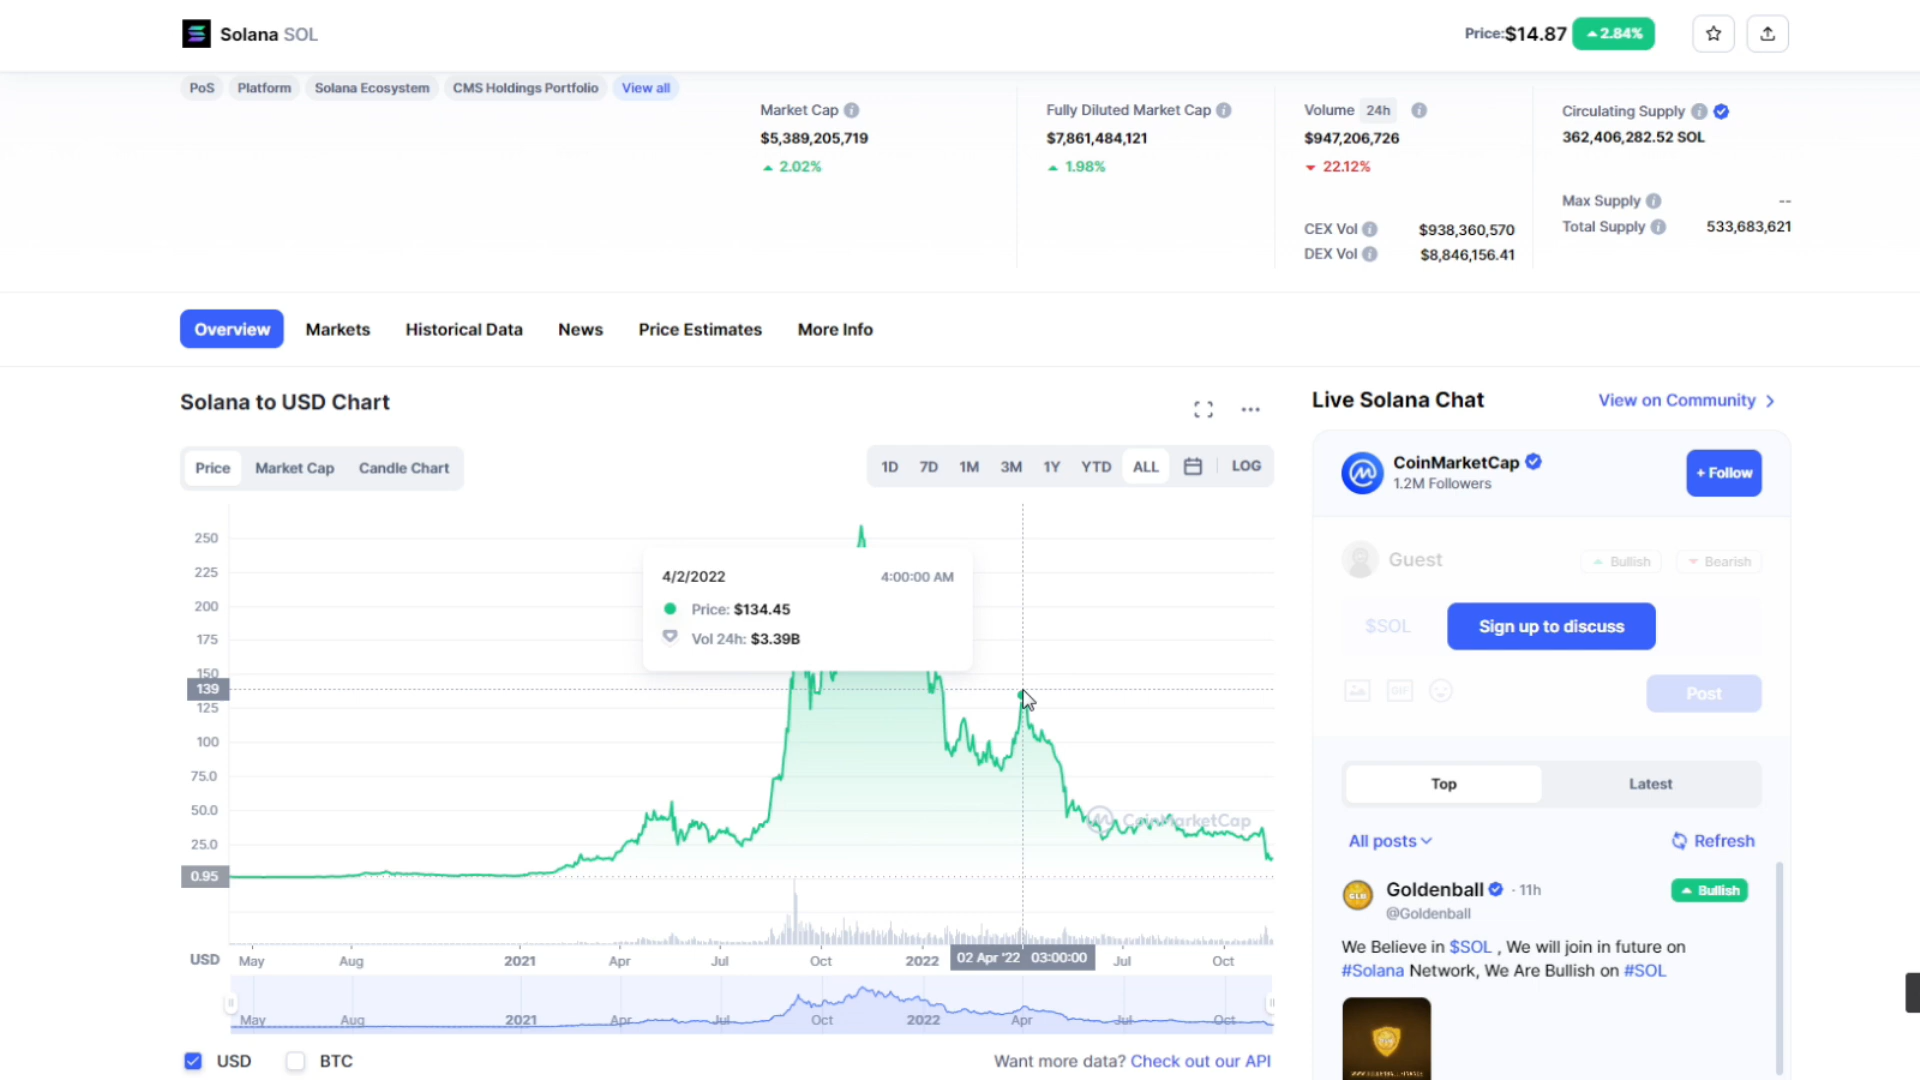 Solana SOL
Price:$14.87 2.84%
PoS Platform Solana Ecosystem CMS Holdings Portfolio View all
Market Cap
$5,389,205,719
2.02%
Fully Diluted Market Cap
$7,861,484,121
1.98%
Volume 24h
$947,206,726
22.12%
CEX Vol $938,360,570
DEX Vol $8,846,156.41
Circulating Supply
362,406,282.52 SOL
Max Supply --
Total Supply 533,683,621
Overview Markets Historical Data News Price Estimates More Info
Solana to USD Chart
Price Market Cap Candle Chart
1D 7D 1M 3M 1Y YTD ALL LOG
250
225
200
175
150
139
125
100
75.0
50.0
25.0
0.95
4/2/2022 4:00:00 AM
Price: $134.45
Vol 24h: $3.39B
CoinMarketCap
USD May Aug 2021 Apr Jul Oct 2022 02 Apr '22 03:00:00 Jul Oct
May Aug 2021 Apr Jul Oct 2022 Apr Jul Oct
USD BTC
Want more data? Check out our API
Live Solana Chat
View on Community
CoinMarketCap
1.2M Followers
+ Follow
Guest
Bullish Bearish
$SOL
Sign up to discuss
GIF
Post
Top Latest
All posts Refresh
Goldenball · 11h
@Goldenball
Bullish
We Believe in $SOL , We will join in future on
#Solana Network, We Are Bullish on #SOL